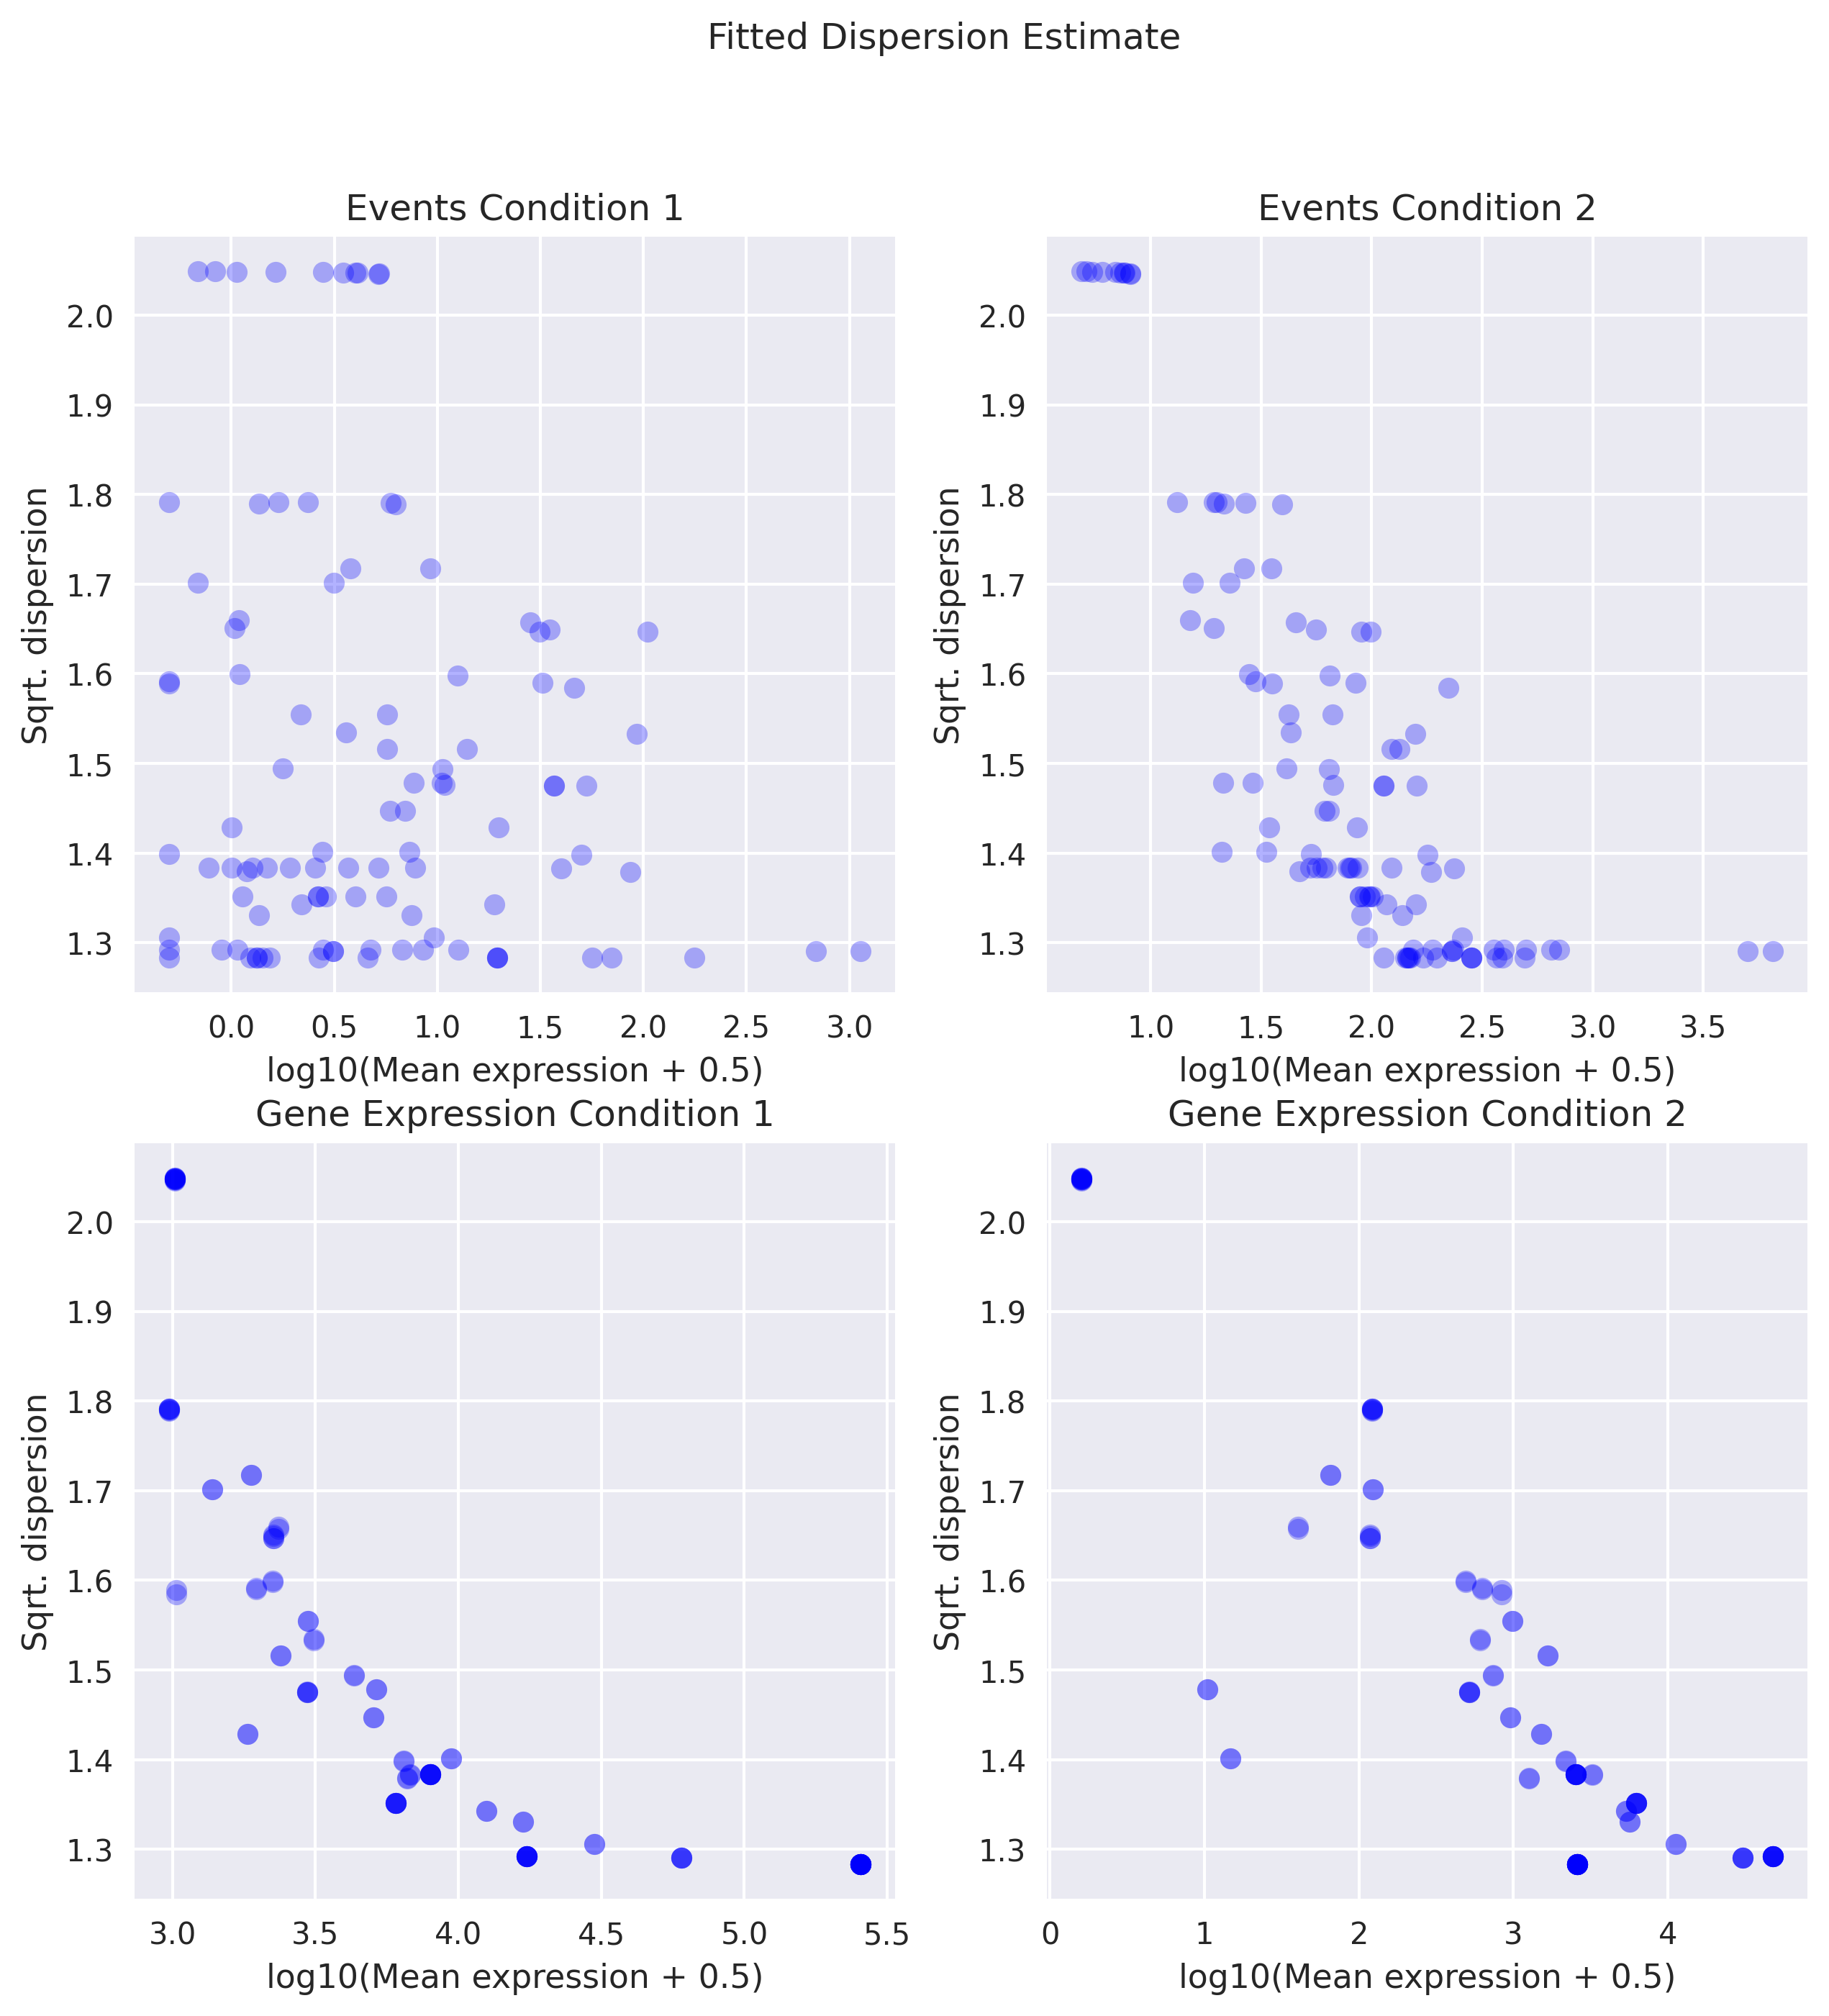 Fitted Dispersion Estimate
Events Condition 1
Events Condition 2
Sqrt. dispersion
2.0
1.9
1.8
1.7
1.6
1.5
1.4
1.3
0.0 0.5 1.0 1.5 2.0 2.5 3.0
log10(Mean expression + 0.5)
Sqrt. dispersion
2.0
1.9
1.8
1.7
1.6
1.5
1.4
1.3
1.0 1.5 2.0 2.5 3.0 3.5
log10(Mean expression + 0.5)
Gene Expression Condition 1
Gene Expression Condition 2
Sqrt. dispersion
2.0
1.9
1.8
1.7
1.6
1.5
1.4
1.3
3.0 3.5 4.0 4.5 5.0 5.5
log10(Mean expression + 0.5)
Sqrt. dispersion
2.0
1.9
1.8
1.7
1.6
1.5
1.4
1.3
0 1 2 3 4
log10(Mean expression + 0.5)